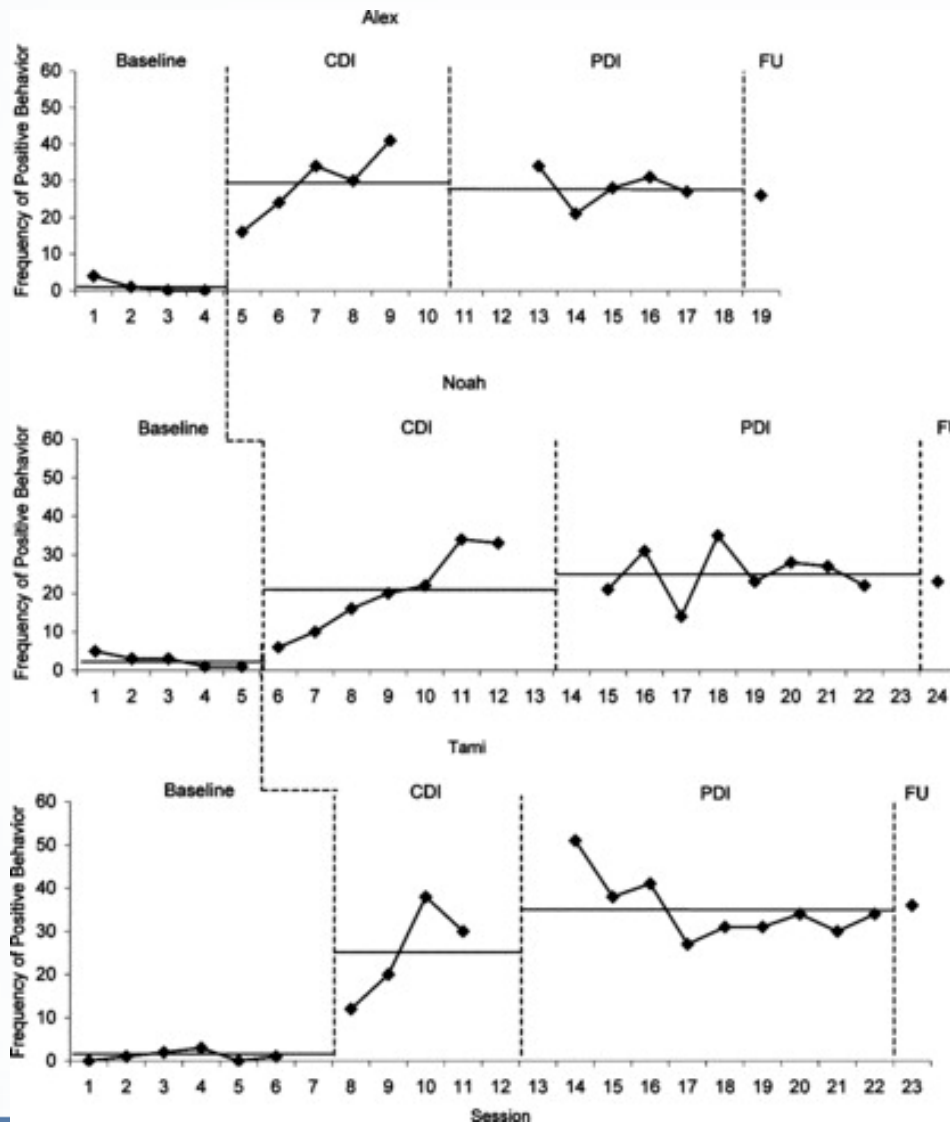 Alex
Baseline CDI PDI FU
Frequency of Positive Behavior
60
50
40
30
20
10
0
1 2 3 4 5 6 7 8 9 10 11 12 13 14 15 16 17 18 19
Noah
Baseline CDI PDI FU
Frequency of Positive Behavior
60
50
40
30
20
10
0
1 2 3 4 5 6 7 8 9 10 11 12 13 14 15 16 17 18 19 20 21 22 23 24
Tami
Baseline CDI PDI FU
Frequency of Positive Behavior
60
50
40
30
20
10
0
1 2 3 4 5 6 7 8 9 10 11 12 13 14 15 16 17 18 19 20 21 22 23
Session